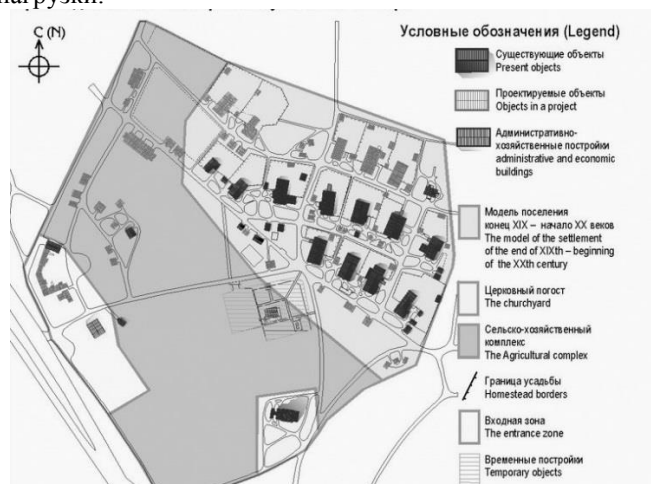 нагрузки.
С (N)
Условные обозначения (Legend)
Существующие объекты
Present objects
Проектируемые объекты
Objects in a project
Административно-
хозяйственные постройки
administrative and economic
buildings
Модель поселения
конец XIX – начало XX веков
The model of the settlement
of the end of XIXth – beginning
of the XXth century
Церковный погост
The churchyard
Сельско-хозяйственный
комплекс
The Agricultural complex
Граница усадьбы
Homestead borders
Входная зона
The entrance zone
Временные постройки
Temporary objects